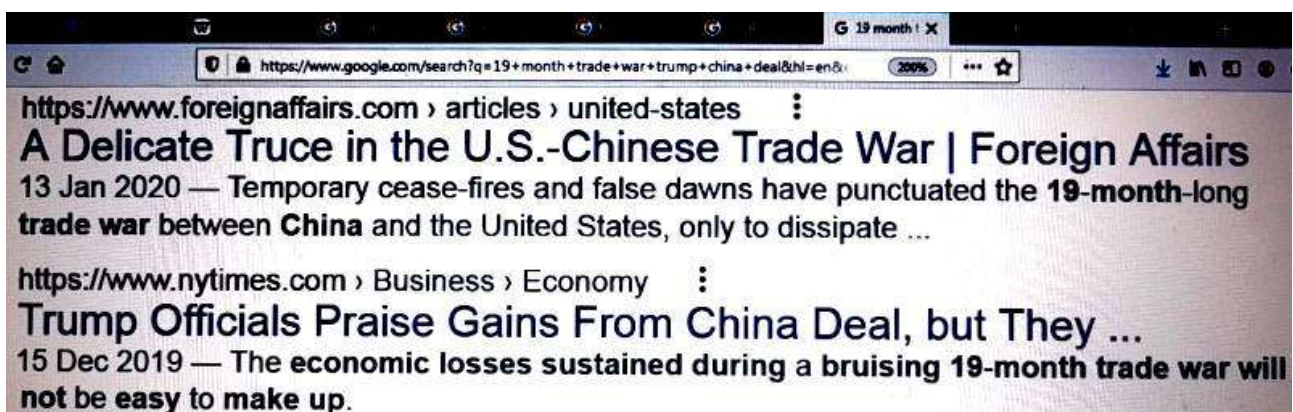 G 19 month t X
https://www.google.com/search?q=19+month+trade+war+trump+china+deal&hl=en&
200%
https://www.foreignaffairs.com › articles › united-states
A Delicate Truce in the U.S.-Chinese Trade War | Foreign Affairs
13 Jan 2020 — Temporary cease-fires and false dawns have punctuated the 19-month-long
trade war between China and the United States, only to dissipate ...
https://www.nytimes.com › Business › Economy
Trump Officials Praise Gains From China Deal, but They ...
15 Dec 2019 — The economic losses sustained during a bruising 19-month trade war will
not be easy to make up.